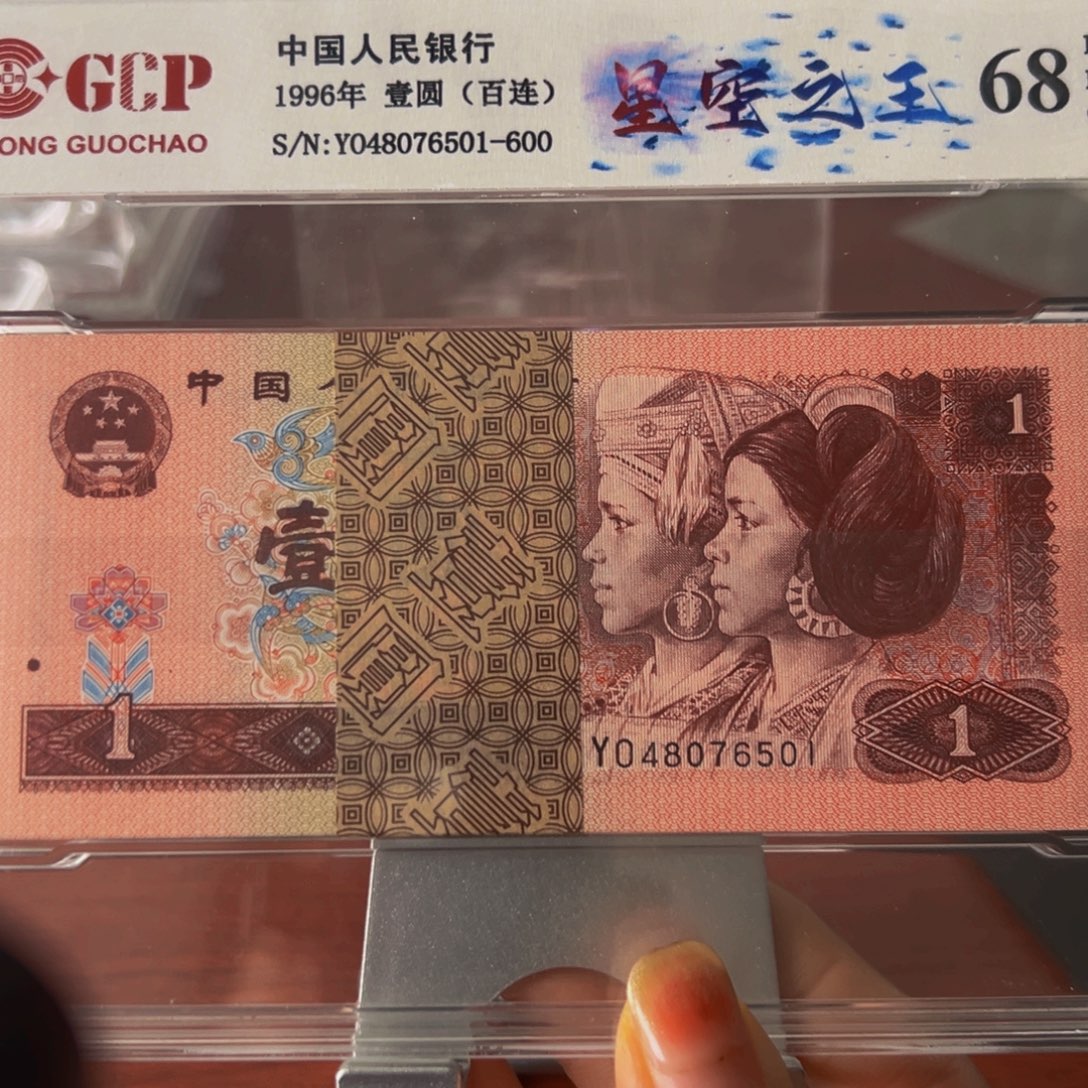 GCP
ONG GUOCHAO
中国人民银行
1996年 壹圆（百连）
S/N:Y048076501-600
星空之王
68
中国
1
壹
1
Y048076501
1